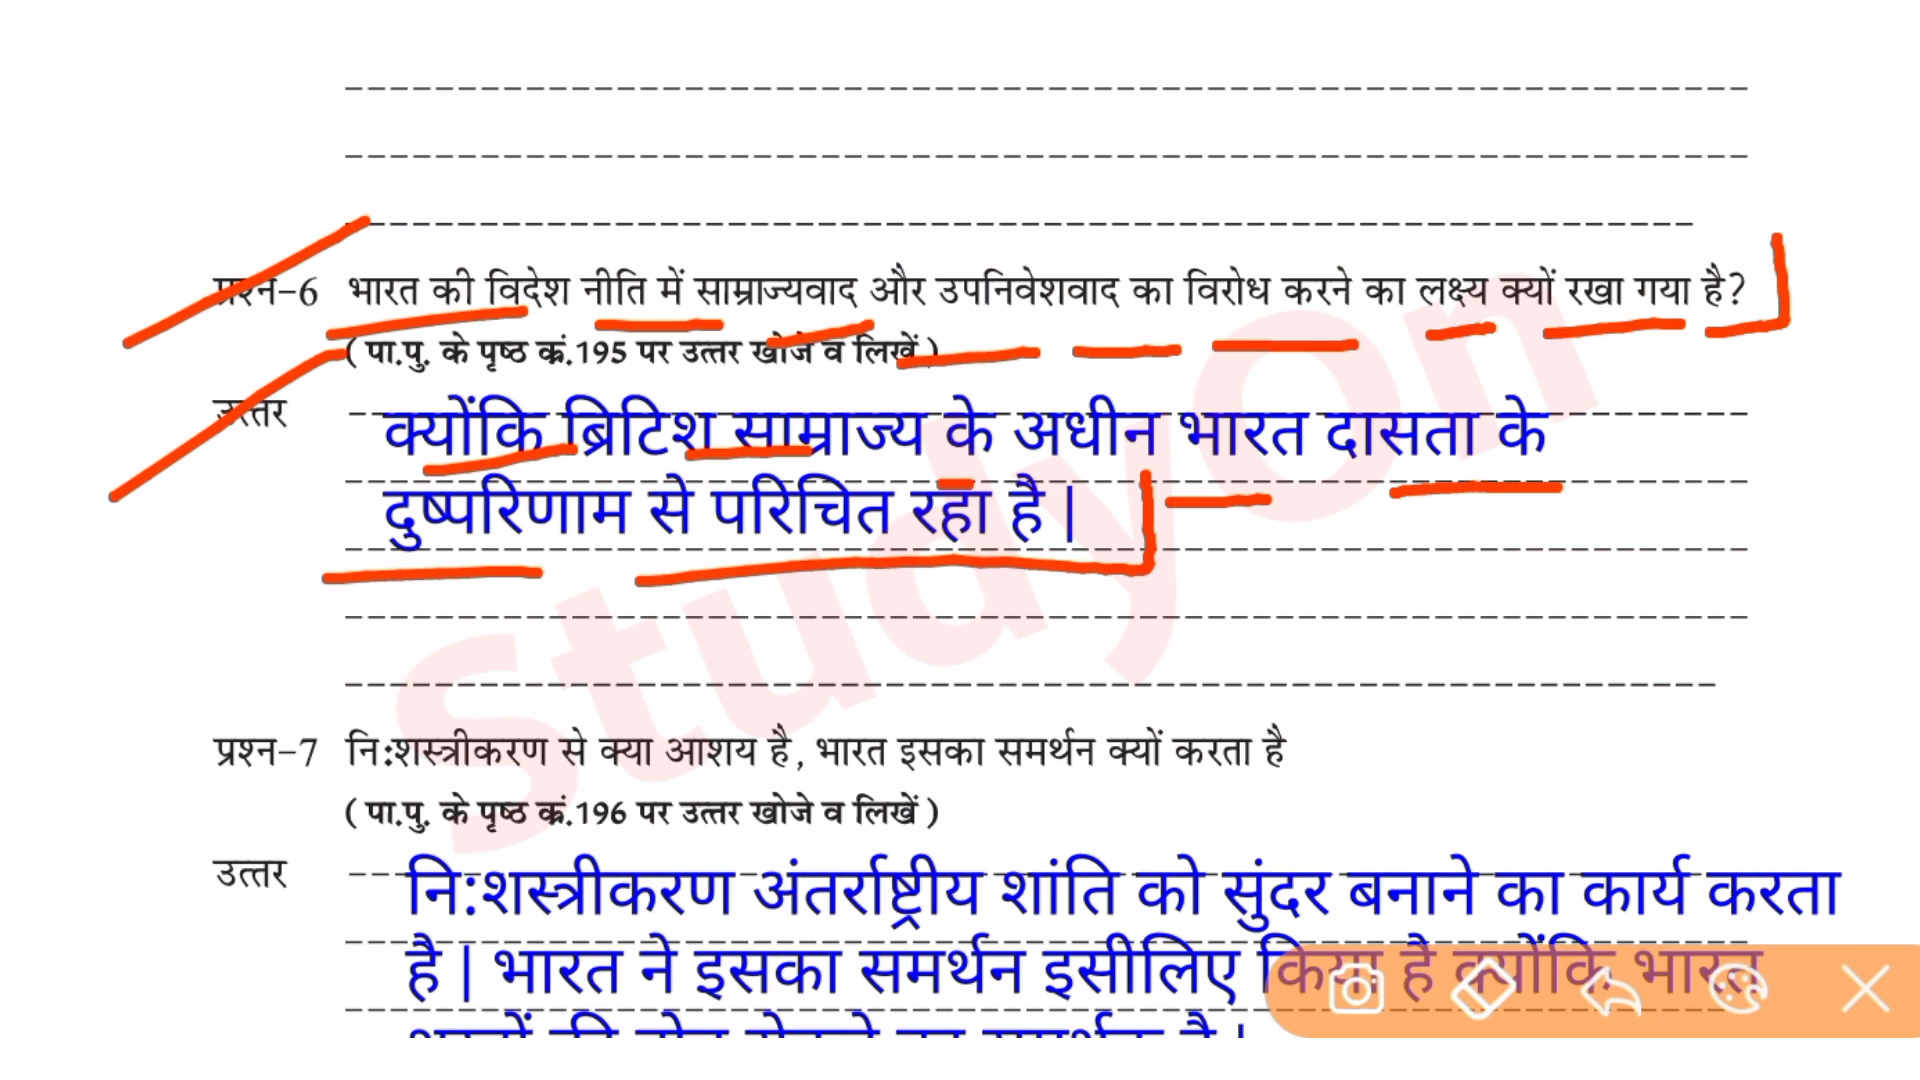 प्रश्न-6 भारत की विदेश नीति में साम्राज्यवाद और उपनिवेशवाद का विरोध करने का लक्ष्य क्यों रखा गया है?
( पा.पु. के पृष्ठ कं.195 पर उत्तर खोजे व लिखें )
उत्तर क्योंकि ब्रिटिश साम्राज्य के अधीन भारत दासता के
दुष्परिणाम से परिचित रहा है |
प्रश्न-7 नि:शस्त्रीकरण से क्या आशय है, भारत इसका समर्थन क्यों करता है
( पा.पु. के पृष्ठ कं.196 पर उत्तर खोजे व लिखें )
उत्तर नि:शस्त्रीकरण अंतर्राष्ट्रीय शांति को सुंदर बनाने का कार्य करता
है | भारत ने इसका समर्थन इसीलिए किया है क्योंकि भारत
studyOn